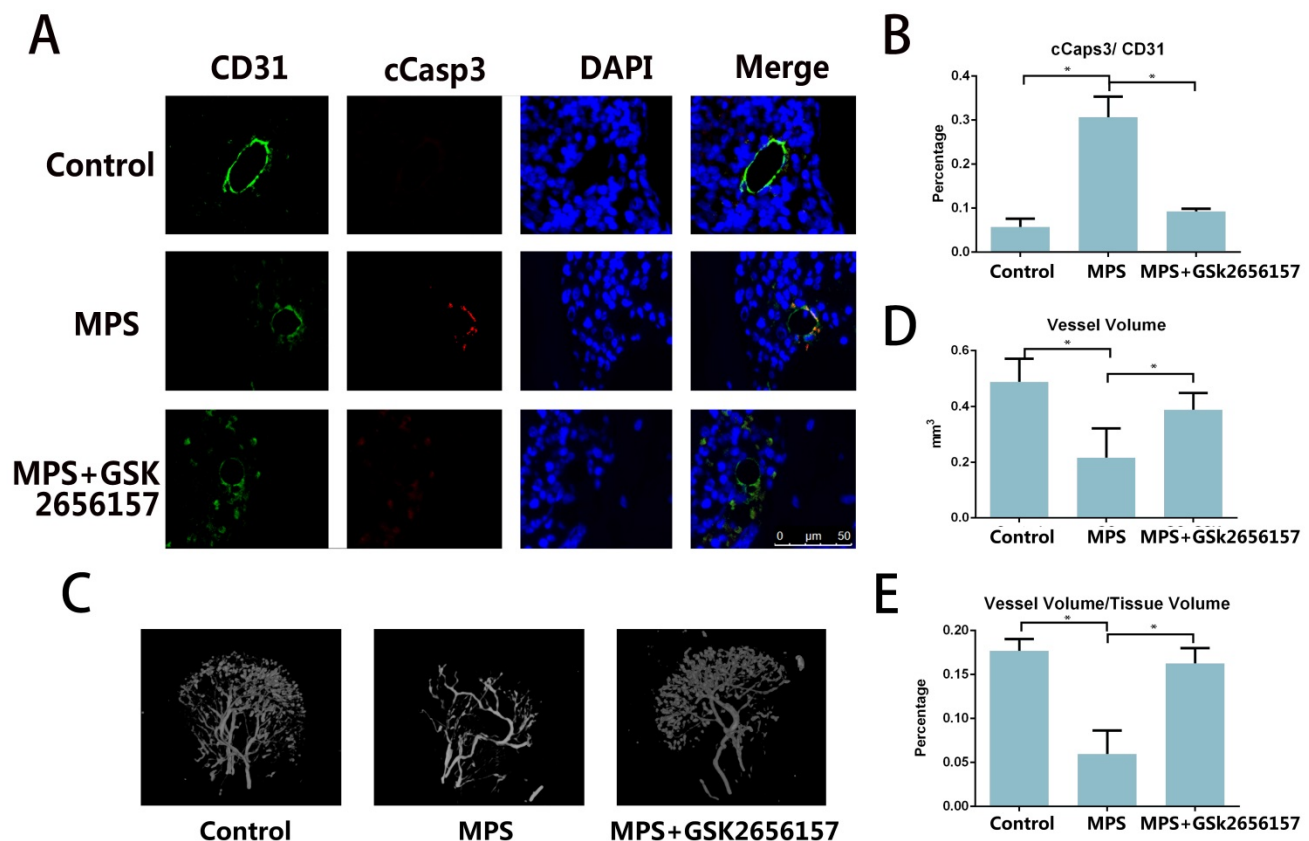 A
CD31 cCasp3 DAPI Merge
Control
MPS
MPS+GSK
2656157
0 µm 50
B
cCaps3/ CD31
*
*
Percentage
0.4
0.3
0.2
0.1
0.0
Control MPS MPS+GSk2656157
C
Control MPS MPS+GSK2656157
D
Vessel Volume
*
*
mm³
0.6
0.4
0.2
0.0
Control MPS MPS+GSk2656157
E
Vessel Volume/Tissue Volume
*
*
Percentage
0.20
0.15
0.10
0.05
0.00
Control MPS MPS+GSk2656157